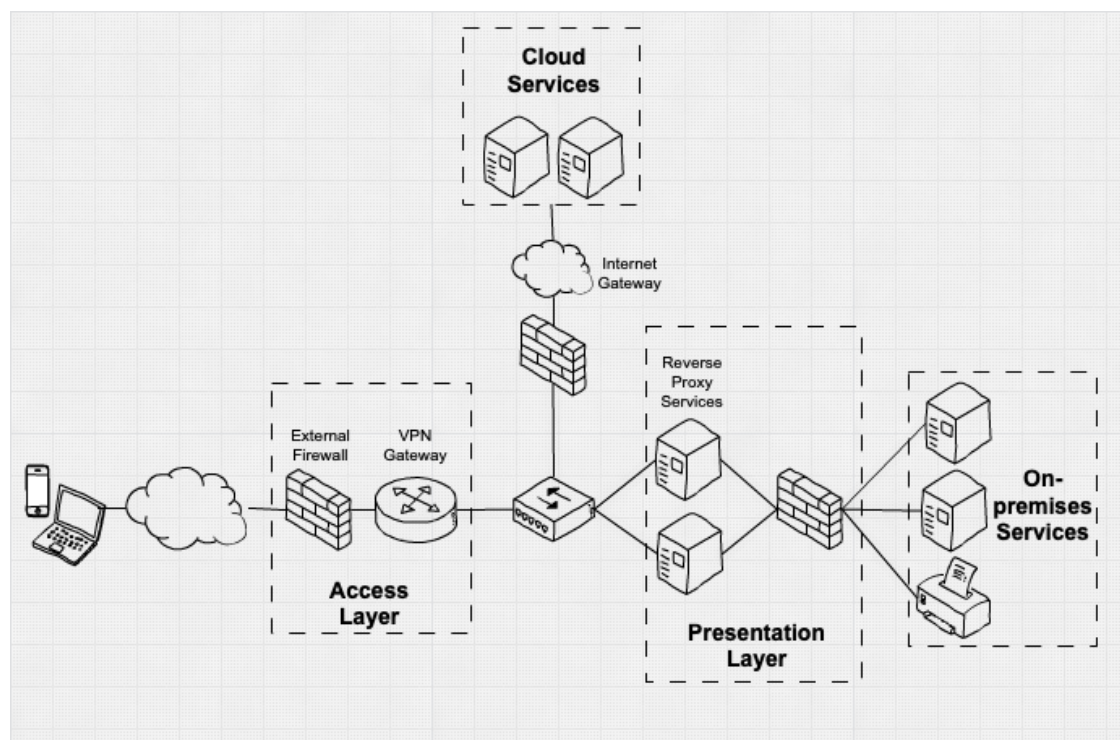 Cloud
Services
Internet
Gateway
Reverse
Proxy
Services
External
Firewall
VPN
Gateway
On-
premises
Services
Access
Layer
Presentation
Layer